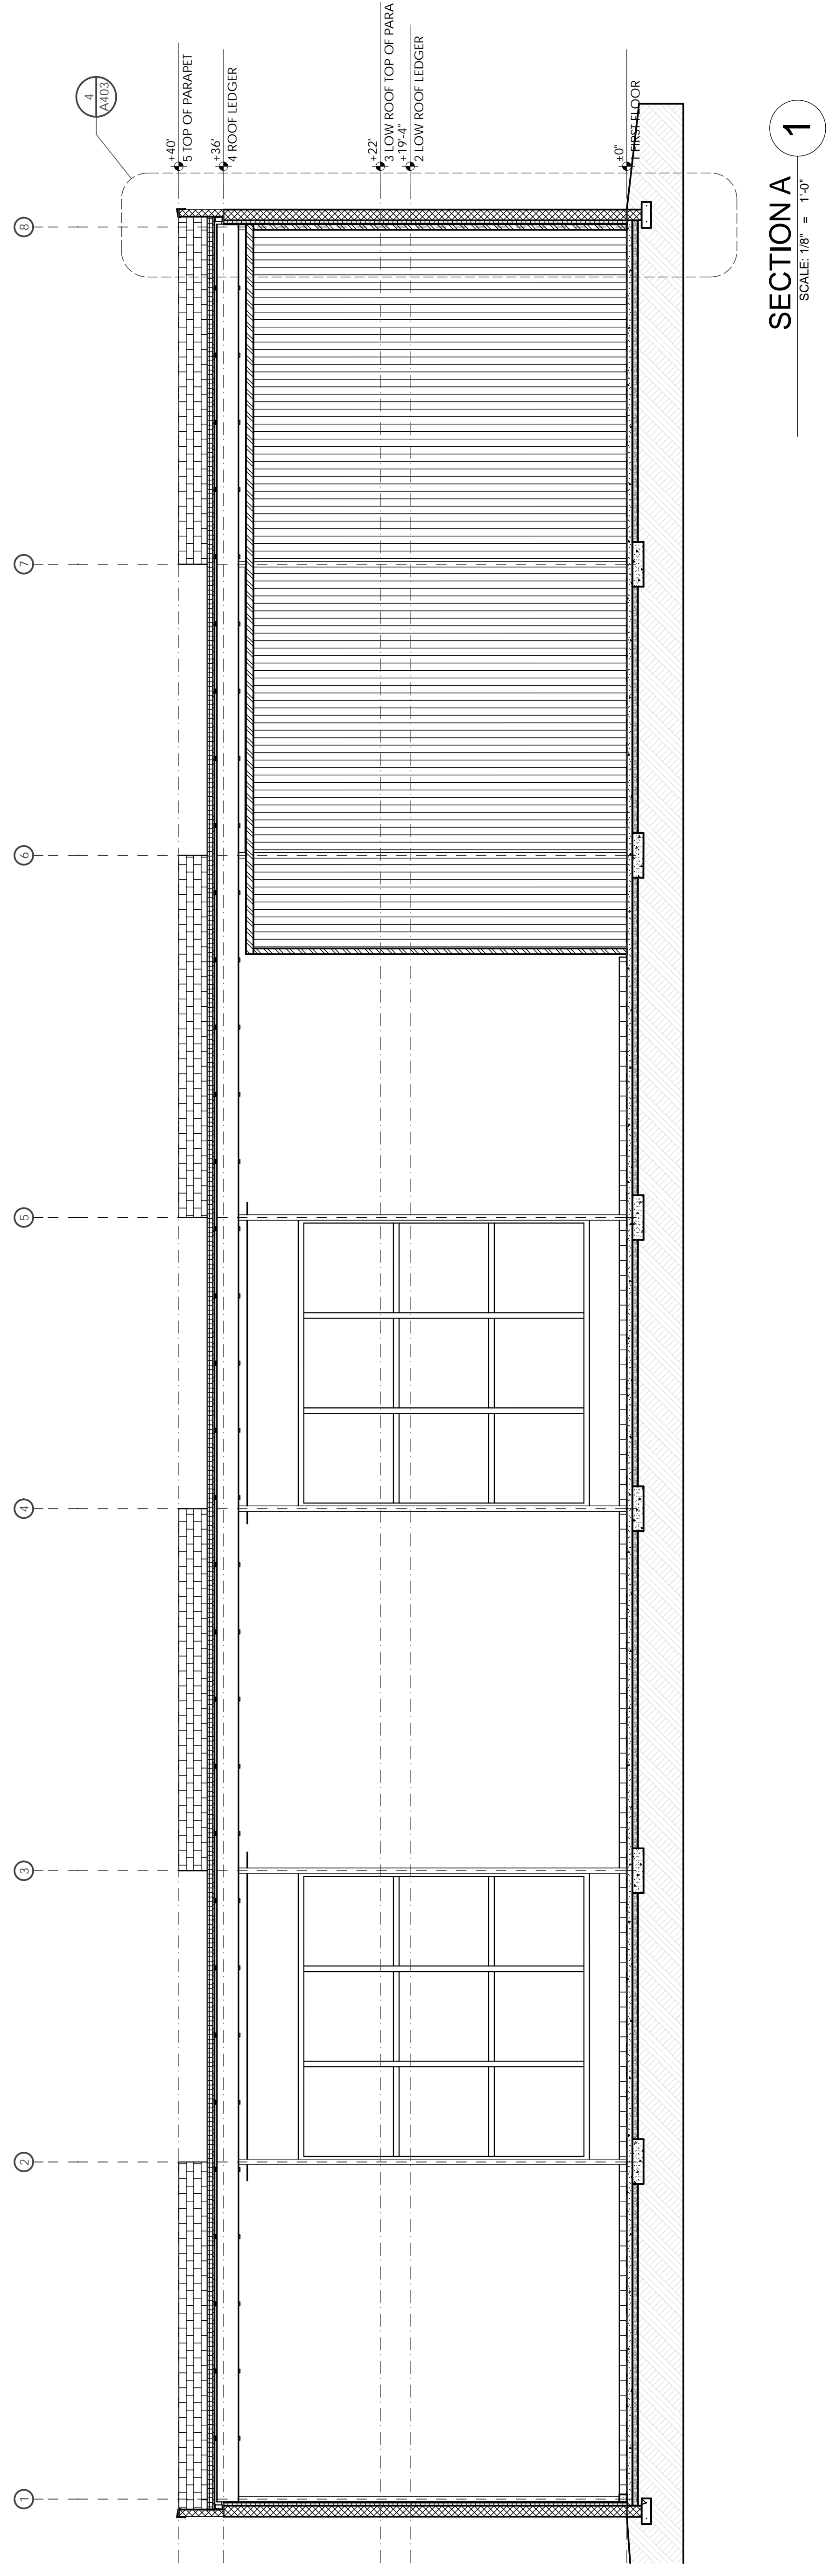 1
2
3
4
5
6
7
8
4
A403
+40'
5 TOP OF PARAPET
+36'
4 ROOF LEDGER
+22'
3 LOW ROOF TOP OF PARA
+19'-4"
2 LOW ROOF LEDGER
±0"
1 FIRST FLOOR
SECTION A
SCALE: 1/8" = 1'-0"
1